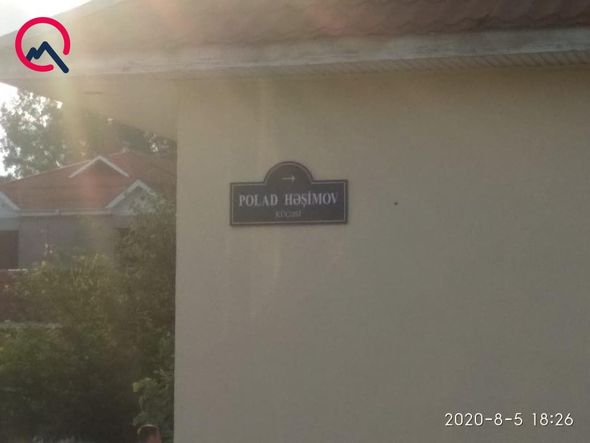 →
POLAD HƏŞİMOV
KÜÇƏSİ
2020-8-5 18:26